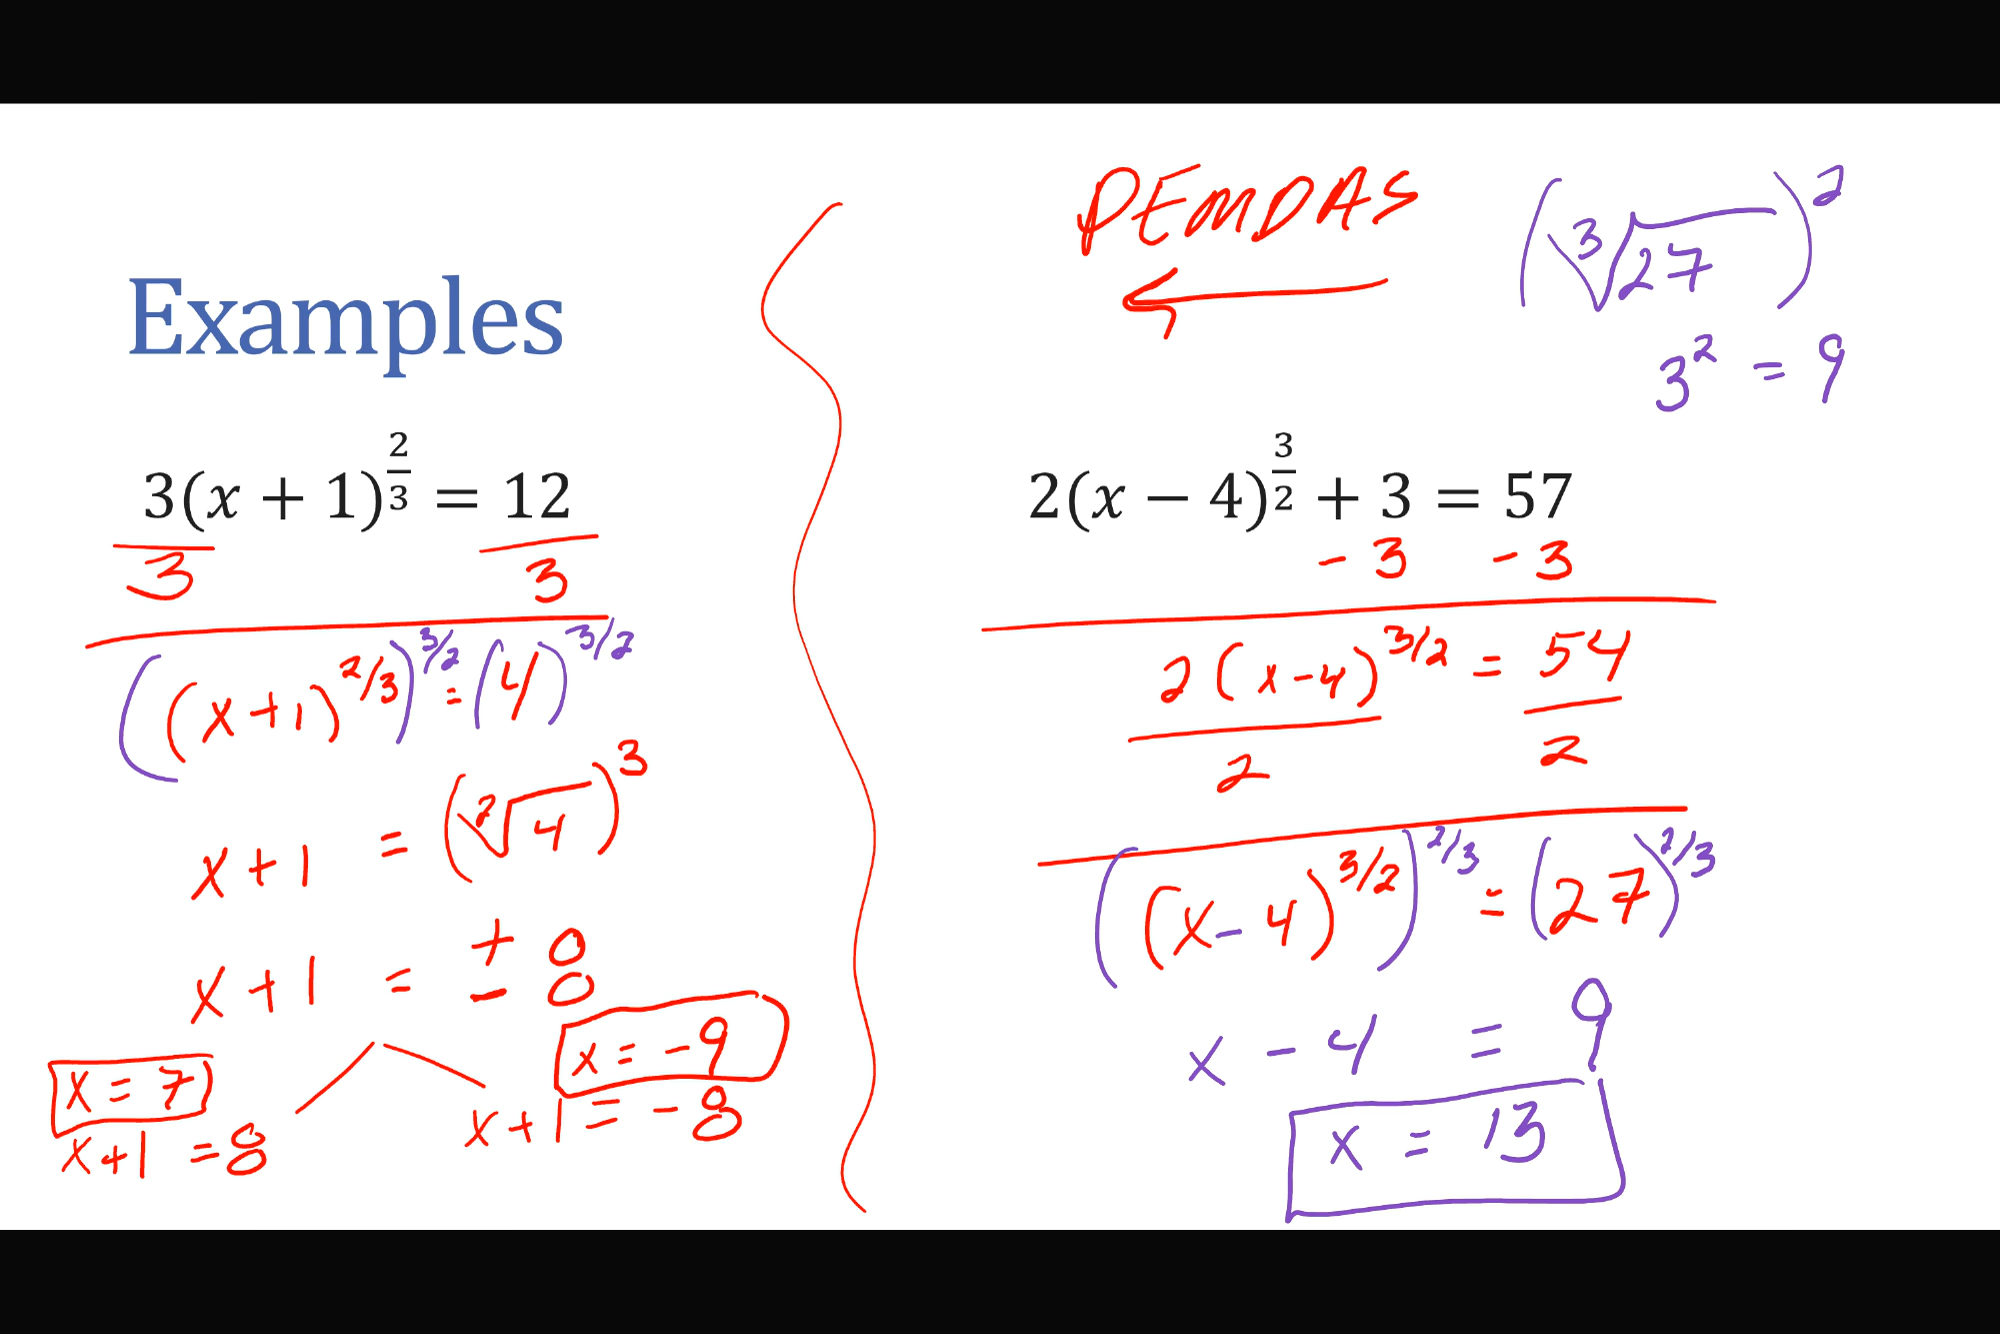 Examples
3(x + 1)^{2/3} = 12
3 3
((x+1)^{2/3})^{3/2} = (4)^{3/2}
x+1 = (²√4)³
x+1 = ± 8
x = 7
x+1 = 8
x = -9
x+1 = -8
PEMDAS
(³√27)²
3² = 9
2(x − 4)^{3/2} + 3 = 57
-3 -3
2(x-4)^{3/2} = 54
2 2
((x-4)^{3/2})^{2/3} = (27)^{2/3}
x - 4 = 9
x = 13